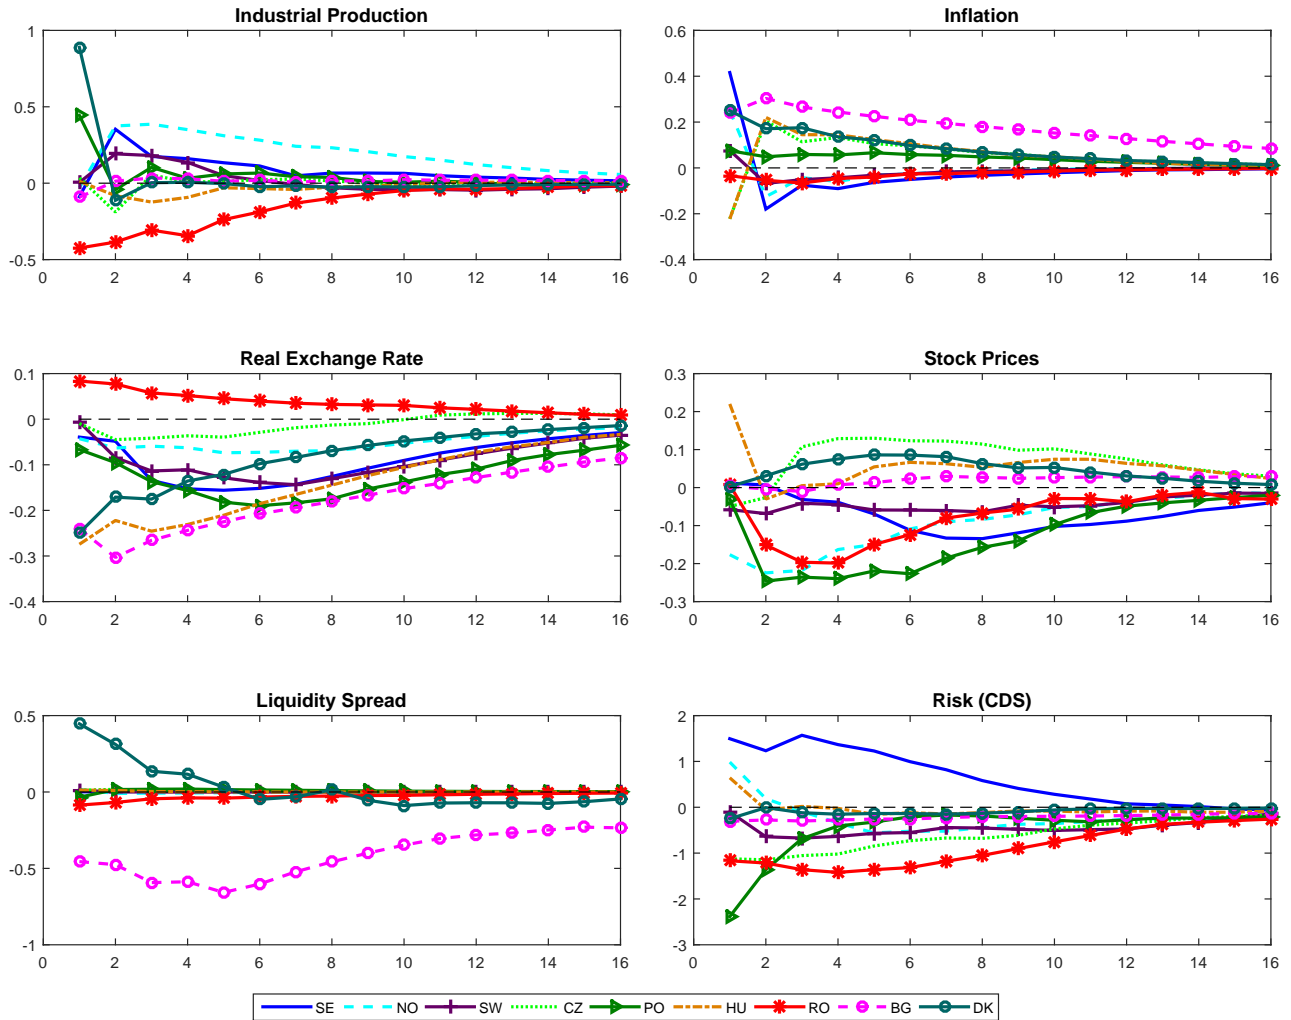 Industrial Production
1
0.5
0
-0.5
0 2 4 6 8 10 12 14 16
Inflation
0.6
0.4
0.2
0
-0.2
-0.4
0 2 4 6 8 10 12 14 16
Real Exchange Rate
0.1
0
-0.1
-0.2
-0.3
-0.4
0 2 4 6 8 10 12 14 16
Stock Prices
0.3
0.2
0.1
0
-0.1
-0.2
-0.3
0 2 4 6 8 10 12 14 16
Liquidity Spread
0.5
0
-0.5
-1
0 2 4 6 8 10 12 14 16
Risk (CDS)
2
1
0
-1
-2
-3
0 2 4 6 8 10 12 14 16
SE NO SW CZ PO HU RO BG DK